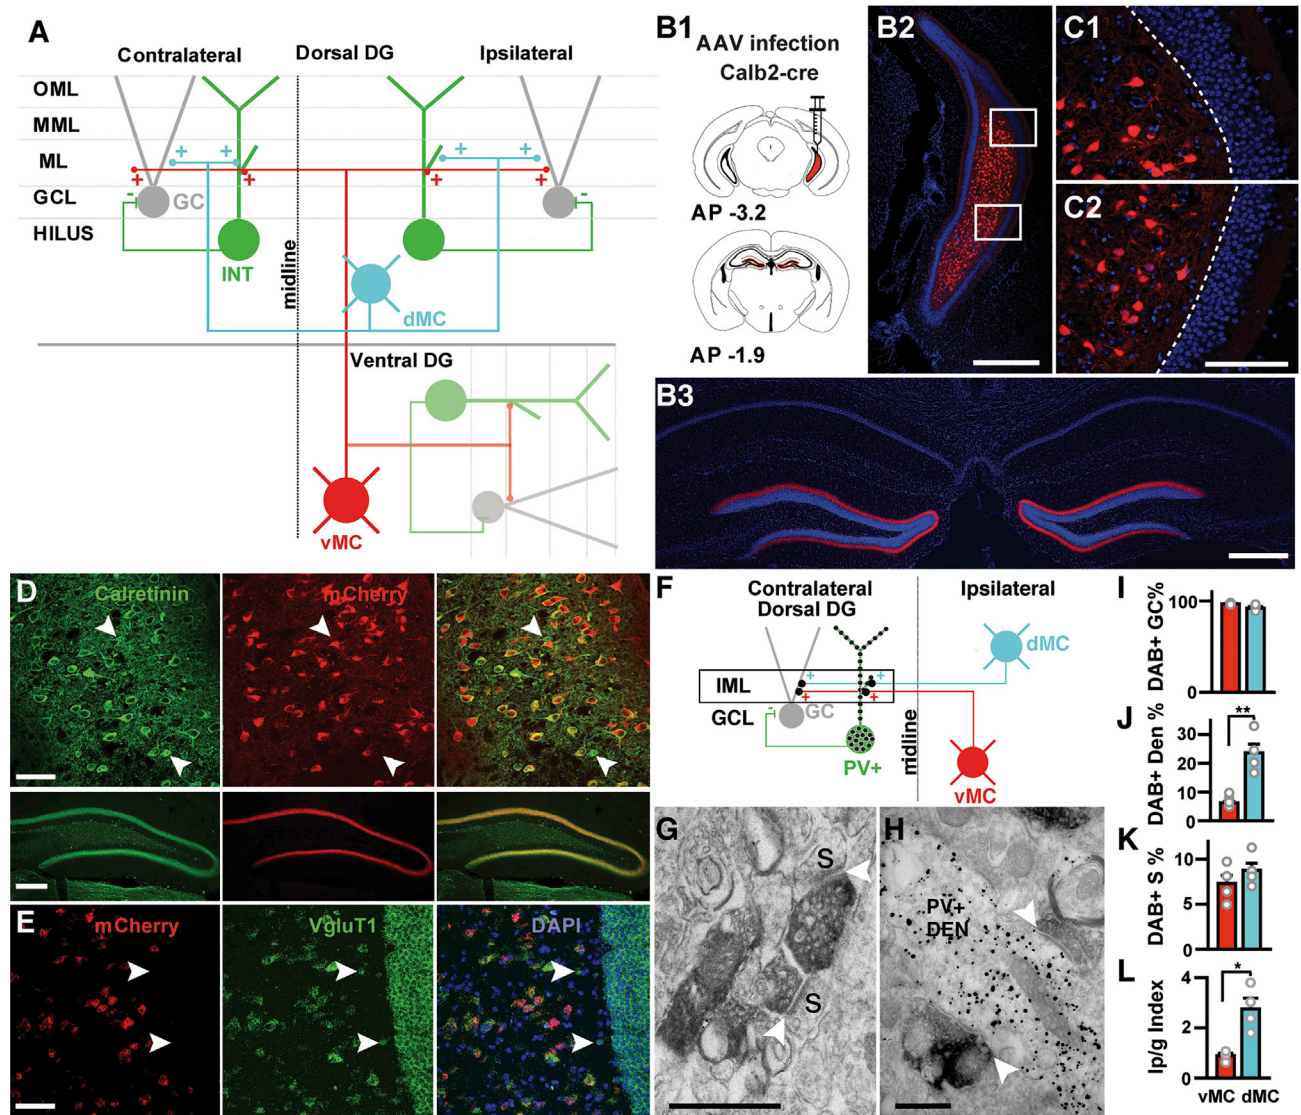 A
Contralateral
Dorsal DG
Ipsilateral
OML
MML
ML
GCL
HILUS
+
+
+
+
+
+
+
+
-
-
GC
INT
dMC
midline
Ventral DG
vMC
B1
AAV infection
Calb2-cre
AP -3.2
AP -1.9
B2
C1
C2
B3
D
Calretinin
mCherry
E
mCherry
VgluT1
DAPI
F
Contralateral
Dorsal DG
Ipsilateral
dMC
IML
GCL
+
+
+
+
-
GC
PV+
midline
vMC
G
S
S
H
PV+
DEN
I
DAB+ GC%
100
0
J
DAB+ Den %
**
30
20
10
0
K
DAB+ S %
10
5
0
L
Ip/g Index
*
4
2
0
vMC dMC